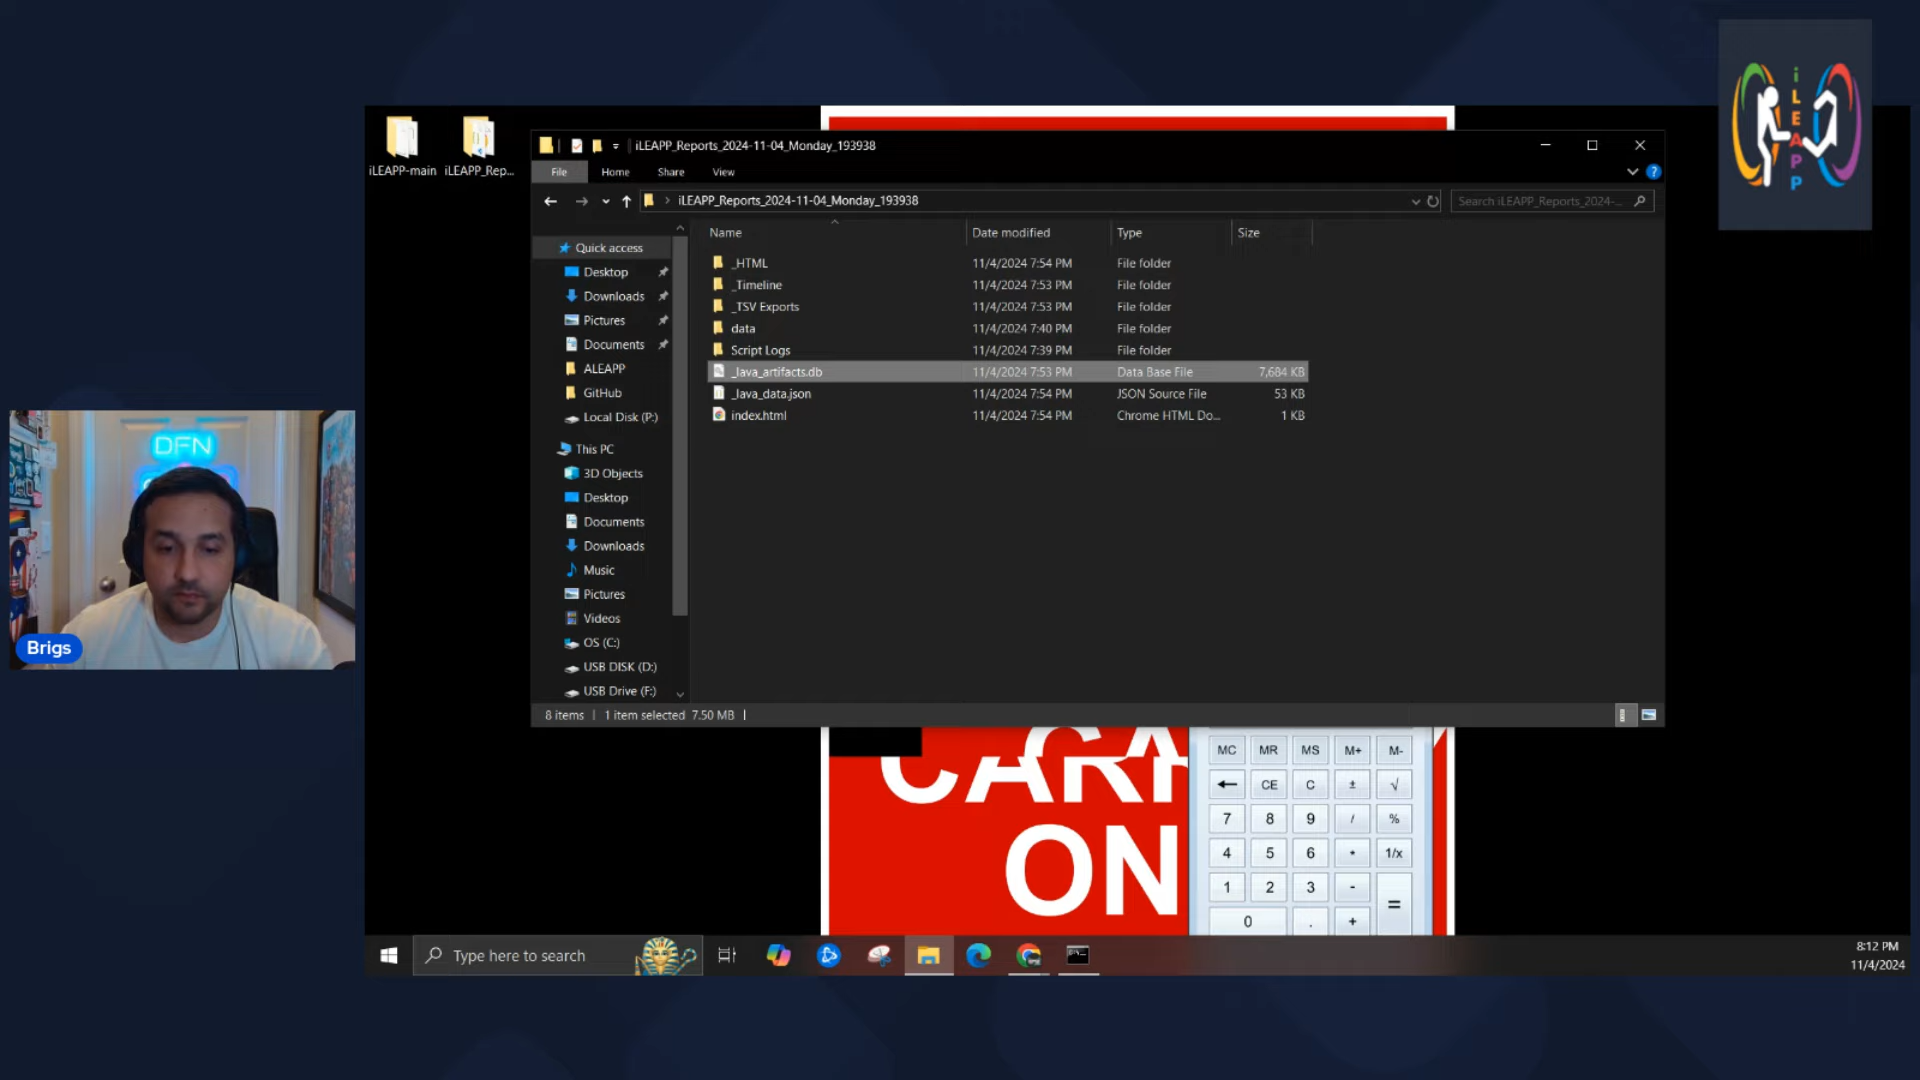 iLEAPP
iLEAPP-main
iLEAPP_Rep...
iLEAPP_Reports_2024-11-04_Monday_193938
File Home Share View
iLEAPP_Reports_2024-11-04_Monday_193938
Search iLEAPP_Reports_2024-...
Name Date modified Type Size
Quick access
Desktop
Downloads
Pictures
Documents
ALEAPP
GitHub
Local Disk (P:)
This PC
3D Objects
Desktop
Documents
Downloads
Music
Pictures
Videos
OS (C:)
USB DISK (D:)
USB Drive (F:)
_HTML 11/4/2024 7:54 PM File folder
_Timeline 11/4/2024 7:53 PM File folder
_TSV Exports 11/4/2024 7:53 PM File folder
data 11/4/2024 7:40 PM File folder
Script Logs 11/4/2024 7:39 PM File folder
_lava_artifacts.db 11/4/2024 7:53 PM Data Base File 7,684 KB
_lava_data.json 11/4/2024 7:54 PM JSON Source File 53 KB
index.html 11/4/2024 7:54 PM Chrome HTML Do... 1 KB
8 items 1 item selected 7.50 MB
DFN
Brigs
ON
MC MR MS M+ M-
← CE C ± √
7 8 9 / %
4 5 6 * 1/x
1 2 3 - =
0 . +
Type here to search
8:12 PM
11/4/2024